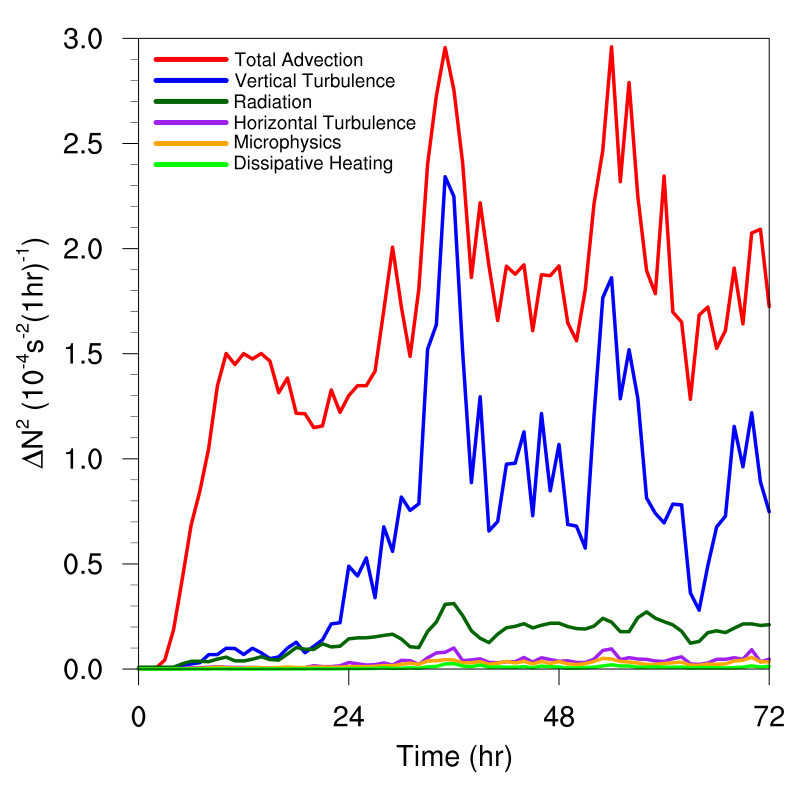 3.0
2.5
2.0
1.5
1.0
0.5
0.0
ΔN² (10⁻⁴s⁻²(1hr)⁻¹)
Total Advection
Vertical Turbulence
Radiation
Horizontal Turbulence
Microphysics
Dissipative Heating
0 24 48 72
Time (hr)